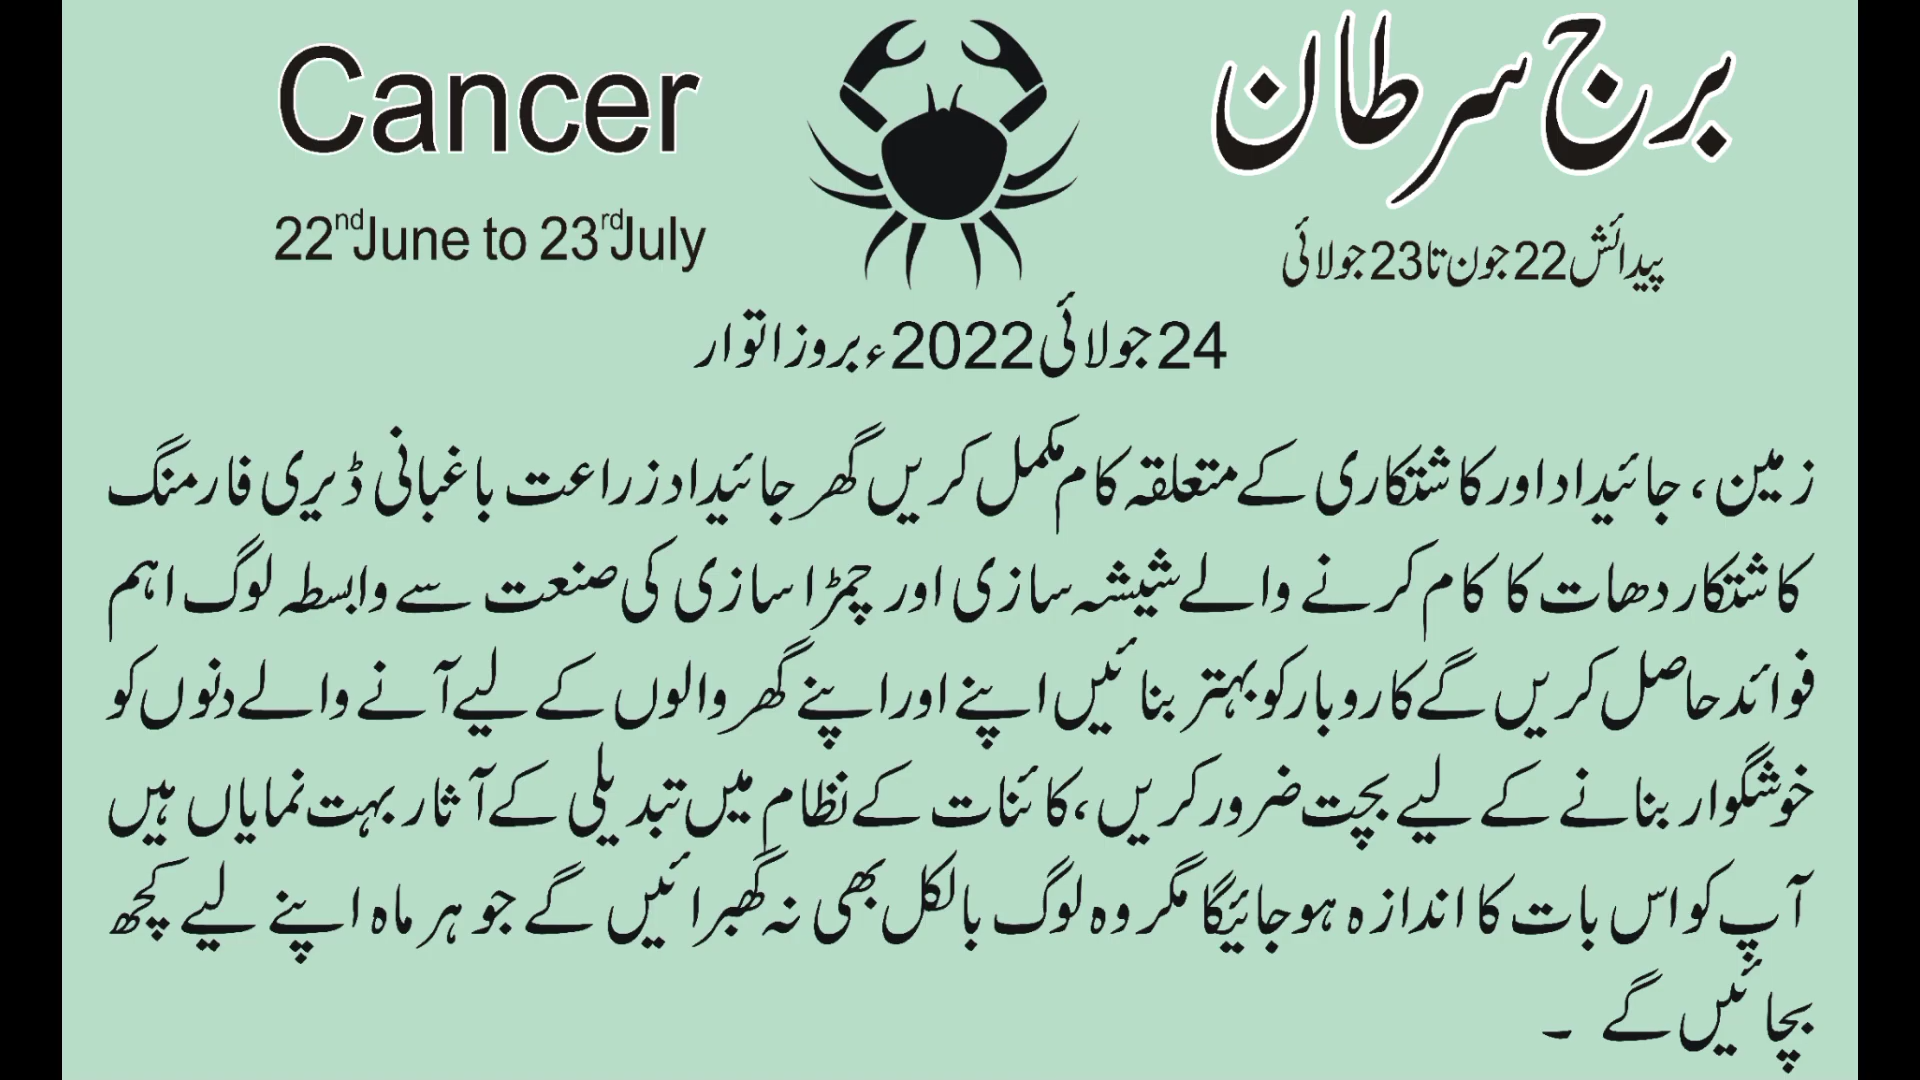 Cancer
برج سرطان
22nd June to 23rd July
پیدائش 22 جون تا 23 جولائی
24 جولائی 2022ء بروز اتوار
زمین، جائیداد اور کاشتکاری کے متعلقہ کام مکمل کریں گھر جائیداد زراعت باغبانی ڈیری فارمنگ
کاشتکار دھات کا کام کرنے والے شیشہ سازی اور چمڑا سازی کی صنعت سے وابستہ لوگ اہم
فوائد حاصل کریں گے کاروبار کو بہتر بنائیں اپنے اور اپنے گھر والوں کے لیے آنے والے دنوں کو
خوشگوار بنانے کے لیے بچت ضرور کریں، کائنات کے نظام میں تبدیلی کے آثار بہت نمایاں ہیں
آپ کو اس بات کا اندازہ ہو جائیگا مگر وہ لوگ بالکل بھی نہ گھبرائیں گے جو ہر ماہ اپنے لیے کچھ
بچائیں گے ۔